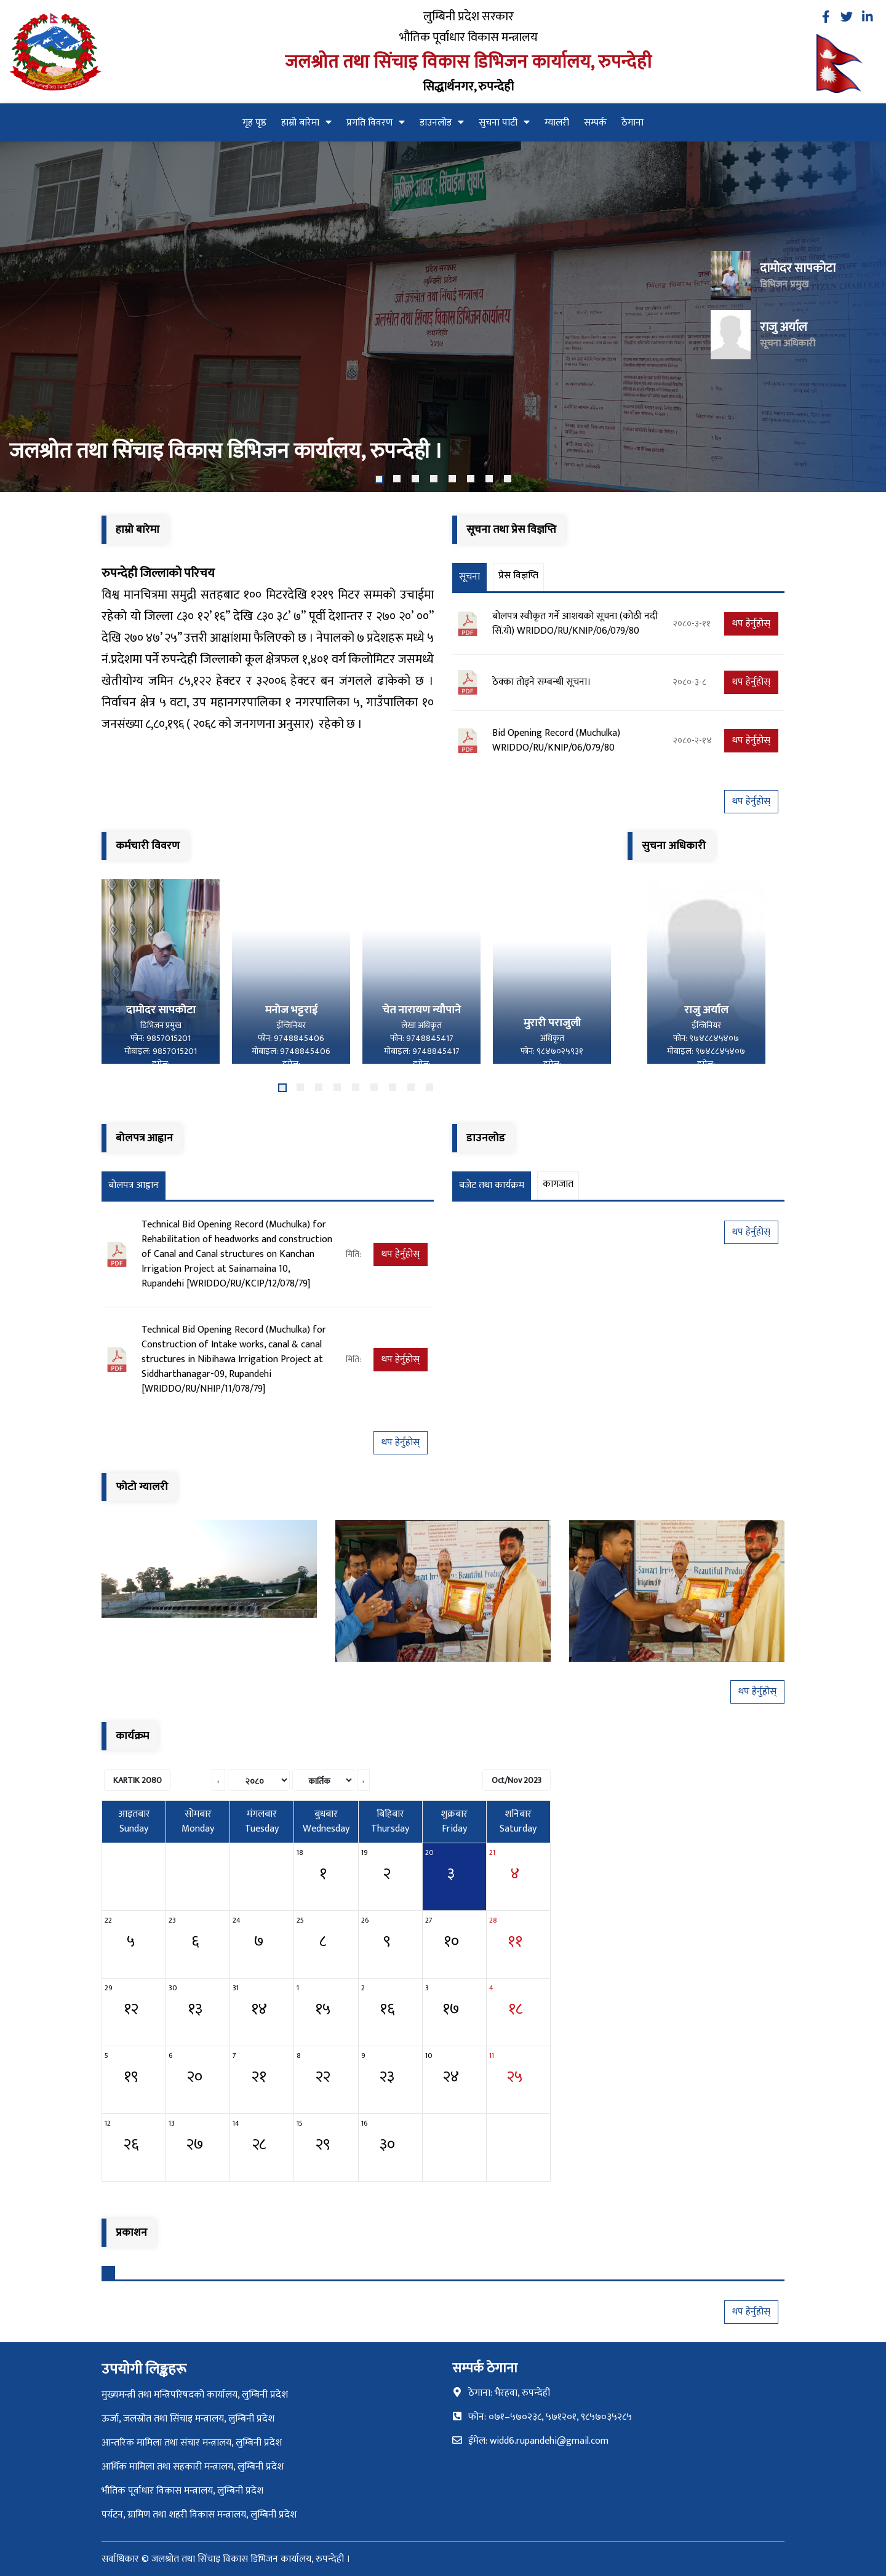 लुम्बिनी प्रदेश सरकार
भौतिक पूर्वाधार विकास मन्त्रालय
जलश्रोत तथा सिंचाइ विकास डिभिजन कार्यालय, रुपन्देही
सिद्धार्थनगर, रुपन्देही
गृह पृष्ठ हाम्रो बारेमा प्रगति विवरण डाउनलोड सुचना पाटी ग्यालरी सम्पर्क ठेगाना
दामोदर सापकोटा
डिभिजन प्रमुख
राजु अर्याल
सूचना अधिकारी
जलश्रोत तथा सिंचाइ विकास डिभिजन कार्यालय, रुपन्देही ।
हाम्रो बारेमा
रुपन्देही जिल्लाको परिचय
विश्व मानचित्रमा समुद्री सतहबाट १०० मिटरदेखि १२१९ मिटर सम्मको उचाईमा
रहेको यो जिल्ला ८३० १२’ १६” देखि ८३० ३८’ ७” पूर्वी देशान्तर र २७० २०’ ००”
देखि २७० ४७’ २५” उत्तरी आक्षांशमा फैलिएको छ । नेपालको ७ प्रदेशहरू मध्ये ५
नं.प्रदेशमा पर्ने रुपन्देही जिल्लाको कूल क्षेत्रफल १,४०१ वर्ग किलोमिटर जसमध्ये
खेतीयोग्य जमिन ८५,१२२ हेक्टर र ३२००६ हेक्टर बन जंगलले ढाकेको छ ।
निर्वाचन क्षेत्र ५ वटा, उप महानगरपालिका १ नगरपालिका ५, गाउँपालिका १०
जनसंख्या ८,८०,१९६ ( २०६८ को जनगणना अनुसार) रहेको छ ।
सूचना तथा प्रेस विज्ञप्ति
सूचना प्रेस विज्ञप्ति
बोलपत्र स्वीकृत गर्ने आशयको सूचना (कोठी नदी
सिं.यो) WRIDDO/RU/KNIP/06/079/80
२०८०-३-११
थप हेर्नुहोस्
ठेक्का तोड्ने सम्बन्धी सूचना।
२०८०-३-८
थप हेर्नुहोस्
Bid Opening Record (Muchulka)
WRIDDO/RU/KNIP/06/079/80
२०८०-२-१४
थप हेर्नुहोस्
थप हेर्नुहोस्
कर्मचारी विवरण
दामोदर सापकोटा
डिभिजन प्रमुख
फोन: 9857015201
मोबाइल: 9857015201
मनोज भट्टराई
ईन्जिनियर
फोन: 9748845406
मोबाइल: 9748845406
चेत नारायण न्यौपाने
लेखा अधिकृत
फोन: 9748845417
मोबाइल: 9748845417
मुरारी पराजुली
अधिकृत
फोन: ९८४७०२५९३१
सुचना अधिकारी
राजु अर्याल
ईन्जिनियर
फोन: ९७४८८४५४०७
मोबाइल: ९७४८८४५४०७
बोलपत्र आह्वान
बोलपत्र आह्वान
Technical Bid Opening Record (Muchulka) for
Rehabilitation of headworks and construction
of Canal and Canal structures on Kanchan
Irrigation Project at Sainamaina 10,
Rupandehi [WRIDDO/RU/KCIP/12/078/79]
मिति:
थप हेर्नुहोस्
Technical Bid Opening Record (Muchulka) for
Construction of Intake works, canal & canal
structures in Nibihawa Irrigation Project at
Siddharthanagar-09, Rupandehi
[WRIDDO/RU/NHIP/11/078/79]
मिति:
थप हेर्नुहोस्
थप हेर्नुहोस्
डाउनलोड
बजेट तथा कार्यक्रम कागजात
थप हेर्नुहोस्
फोटो ग्यालरी
थप हेर्नुहोस्
कार्यक्रम
KARTIK 2080 २०८० कार्तिक Oct/Nov 2023
आइतबार सोमबार मंगलबार बुधबार बिहिबार शुक्रबार शनिबार
Sunday Monday Tuesday Wednesday Thursday Friday Saturday
18 19 20 21
१ २ ३ ४
22 23 24 25 26 27 28
५ ६ ७ ८ ९ १० ११
29 30 31 1 2 3 4
१२ १३ १४ १५ १६ १७ १८
5 6 7 8 9 10 11
१९ २० २१ २२ २३ २४ २५
12 13 14 15 16
२६ २७ २८ २९ ३०
प्रकाशन
थप हेर्नुहोस्
उपयोगी लिङ्कहरू
मुख्यमन्त्री तथा मन्त्रिपरिषदको कार्यालय, लुम्बिनी प्रदेश
ऊर्जा, जलस्रोत तथा सिंचाइ मन्त्रालय, लुम्बिनी प्रदेश
आन्तरिक मामिला तथा संचार मन्त्रालय, लुम्बिनी प्रदेश
आर्थिक मामिला तथा सहकारी मन्त्रालय, लुम्बिनी प्रदेश
भौतिक पूर्वाधार विकास मन्त्रालय, लुम्बिनी प्रदेश
पर्यटन, ग्रामिण तथा शहरी विकास मन्त्रालय, लुम्बिनी प्रदेश
सम्पर्क ठेगाना
ठेगाना: भैरहवा, रुपन्देही
फोन: ०७१–५७०२३८, ५७१२०१, ९८५७०३५२८५
ईमेल: widd6.rupandehi@gmail.com
सर्वाधिकार © जलश्रोत तथा सिंचाइ विकास डिभिजन कार्यालय, रुपन्देही ।